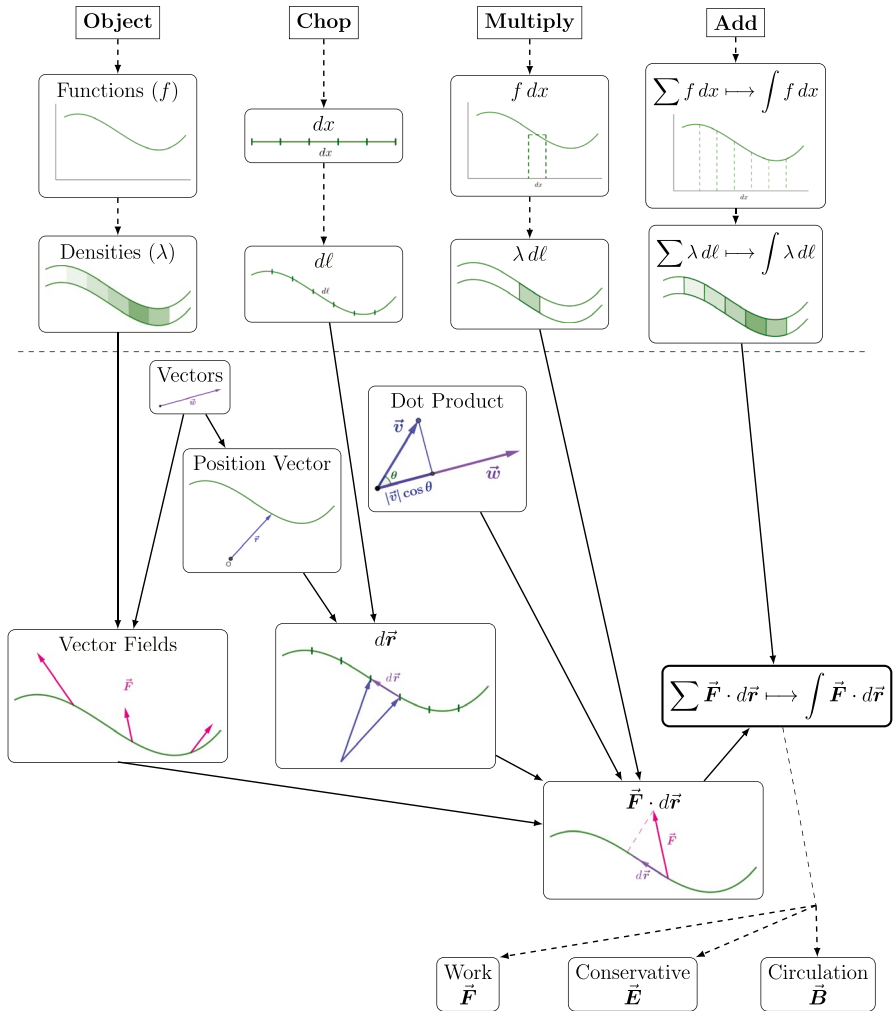 Object
Chop
Multiply
Add
Functions (f)
dx
dx
f dx
dx
∑ f dx ⟼ ∫ f dx
dx
Densities (λ)
dℓ
dℓ
λ dℓ
∑ λ dℓ ⟼ ∫ λ dℓ
Vectors
w⃗
Dot Product
v⃗
θ
w⃗
|v⃗| cos θ
Position Vector
r⃗
O
Vector Fields
F⃗
dr⃗
dr⃗
∑ F⃗ · dr⃗ ⟼ ∫ F⃗ · dr⃗
F⃗ · dr⃗
F⃗
dr⃗
Work
F⃗
Conservative
E⃗
Circulation
B⃗